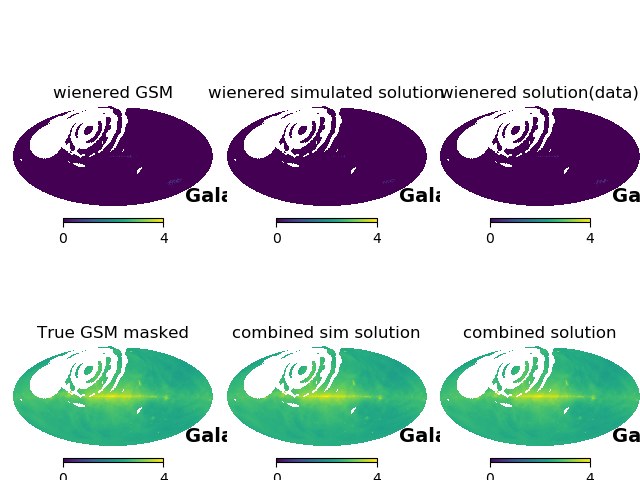 wienered GSM
wienered simulated solution
wienered solution(data)
Gala
Gala
Ga
0 4
0 4
0 4
True GSM masked
combined sim solution
combined solution
Gala
Gala
Ga
0 4
0 4
0 4